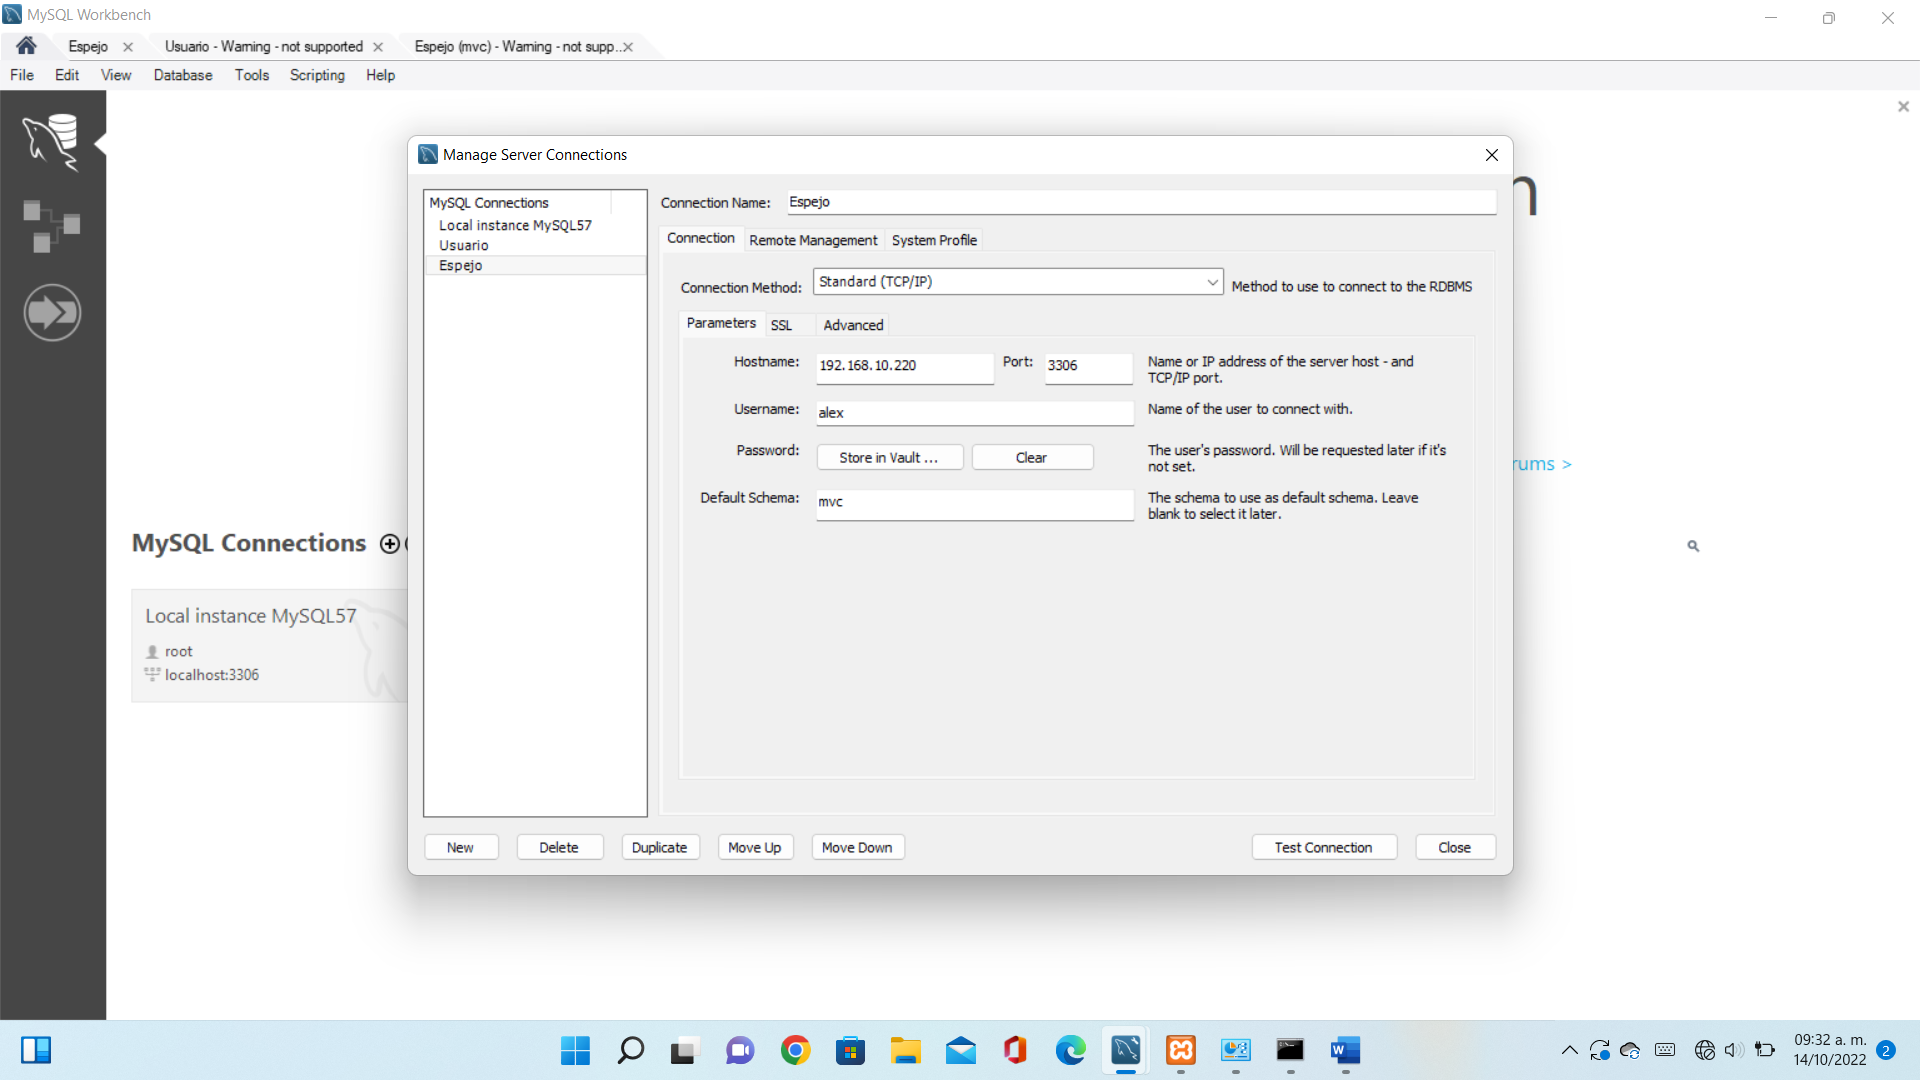 MySQL Workbench
Espejo
Usuario - Warning - not supported
Espejo (mvc) - Warning - not supp..
File Edit View Database Tools Scripting Help
Manage Server Connections
MySQL Connections
Local instance MySQL57
Usuario
Espejo
Connection Name: Espejo
Connection Remote Management System Profile
Connection Method: Standard (TCP/IP) Method to use to connect to the RDBMS
Parameters SSL Advanced
Hostname: 192.168.10.220 Port: 3306 Name or IP address of the server host - and
TCP/IP port.
Username: alex Name of the user to connect with.
Password: Store in Vault ... Clear The user's password. Will be requested later if it's
not set.
Default Schema: mvc The schema to use as default schema. Leave
blank to select it later.
New Delete Duplicate Move Up Move Down Test Connection Close
n
rums >
MySQL Connections
Local instance MySQL57
root
localhost:3306
09:32 a. m.
14/10/2022
2